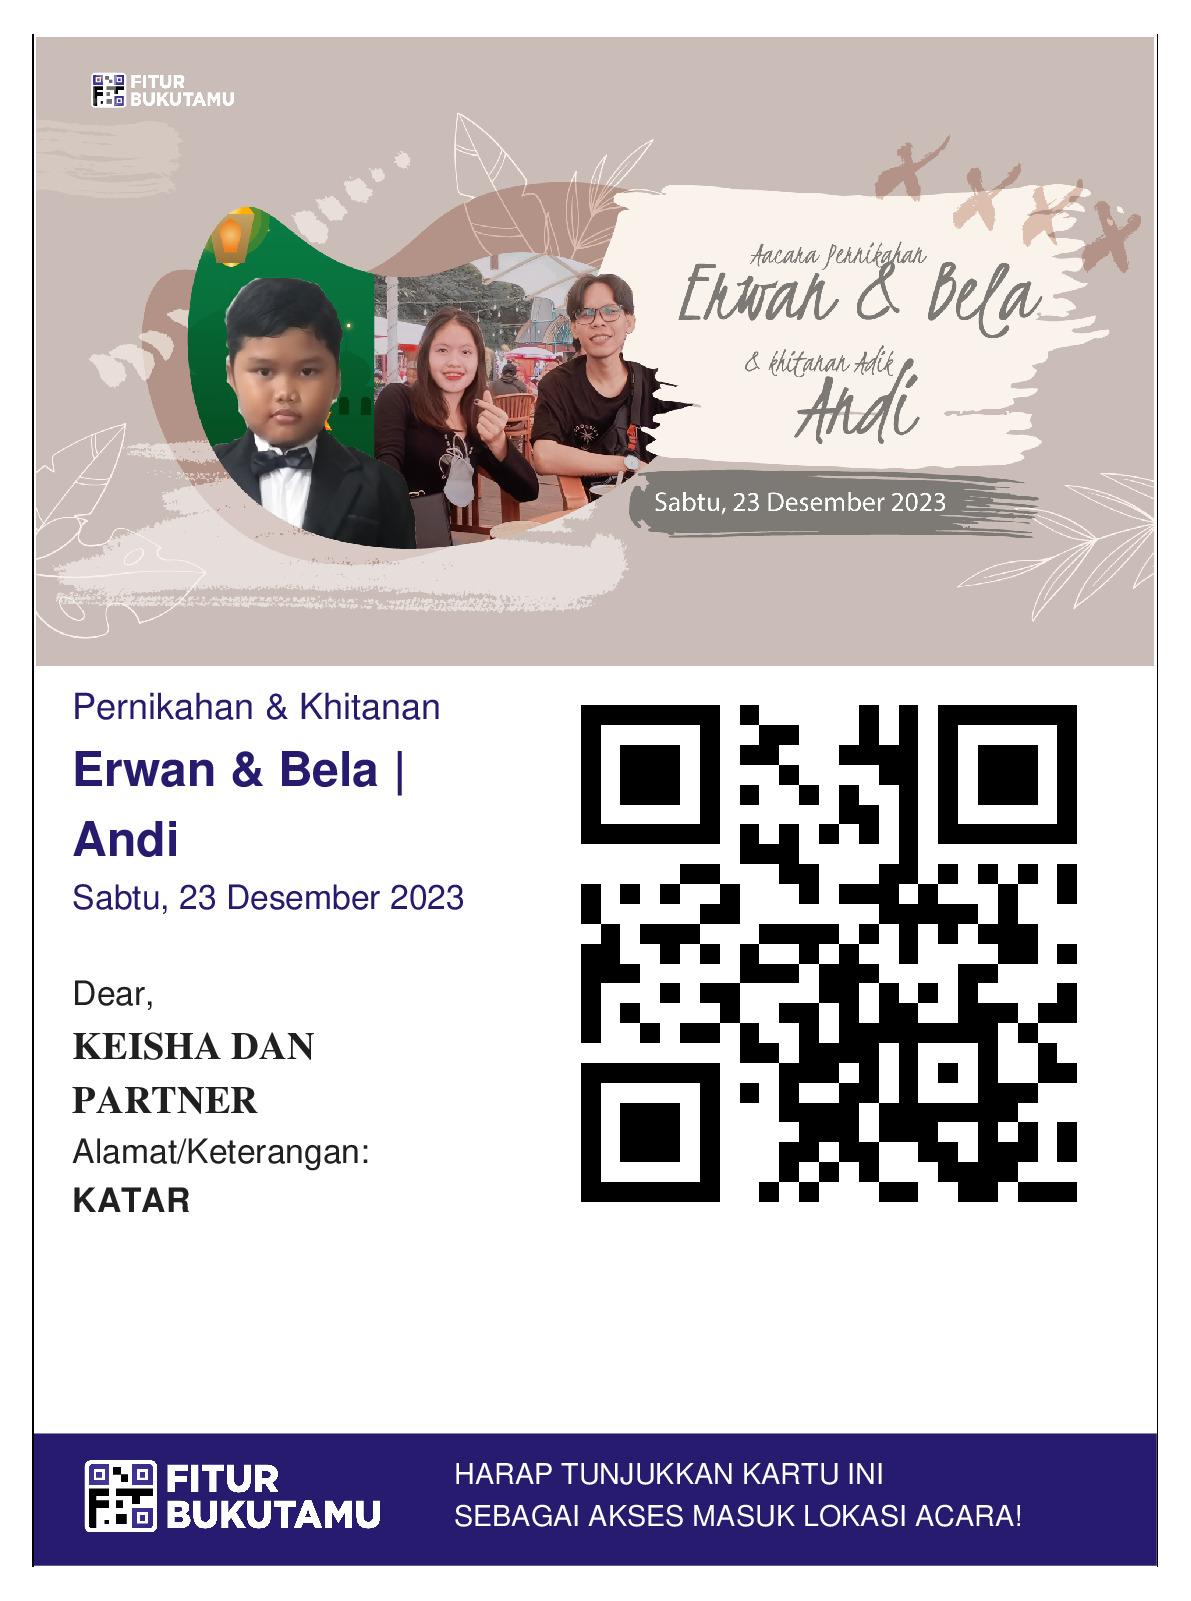 FITUR
BUKUTAMU
Aacara Pernikahan
Erwan & Bela
& khitanan Adik
Andi
Sabtu, 23 Desember 2023
Pernikahan & Khitanan
Erwan & Bela |
Andi
Sabtu, 23 Desember 2023
Dear,
KEISHA DAN
PARTNER
Alamat/Keterangan:
KATAR
FITUR
BUKUTAMU
HARAP TUNJUKKAN KARTU INI
SEBAGAI AKSES MASUK LOKASI ACARA!